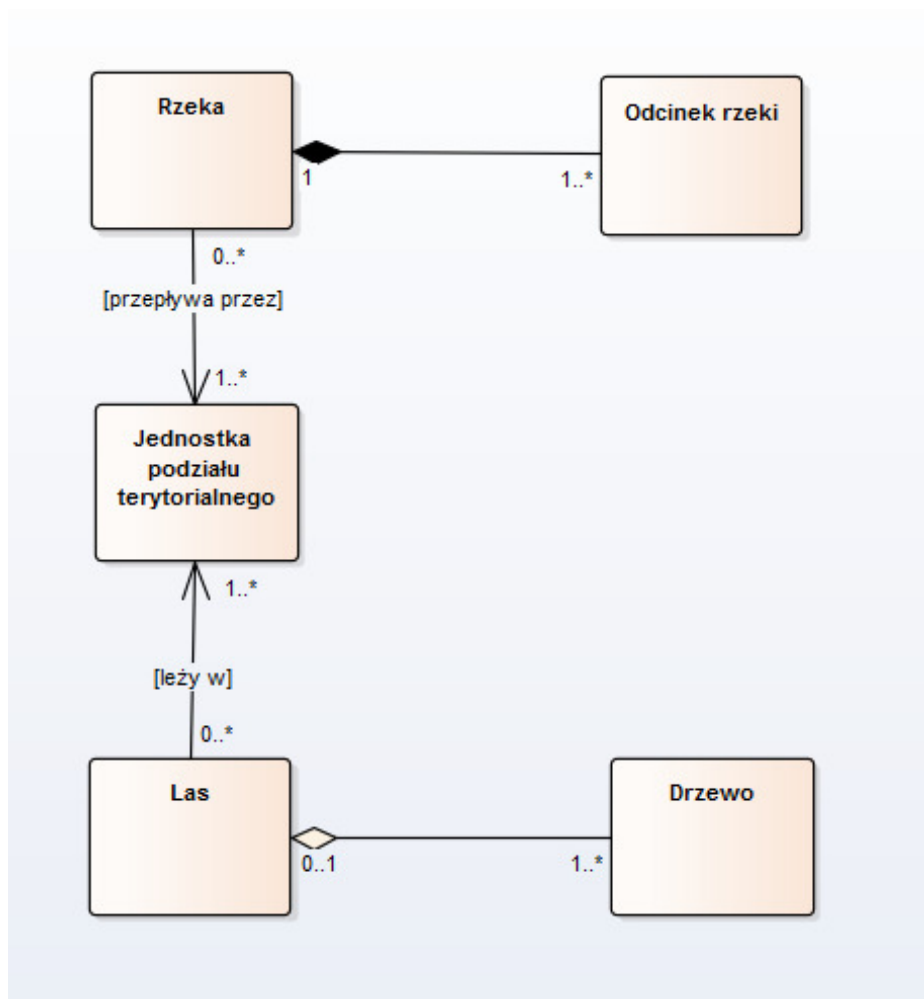 Rzeka
Odcinek rzeki
1
1..*
0..*
[przepływa przez]
1..*
Jednostka
podziału
terytorialnego
1..*
[leży w]
0..*
Las
Drzewo
0..1
1..*